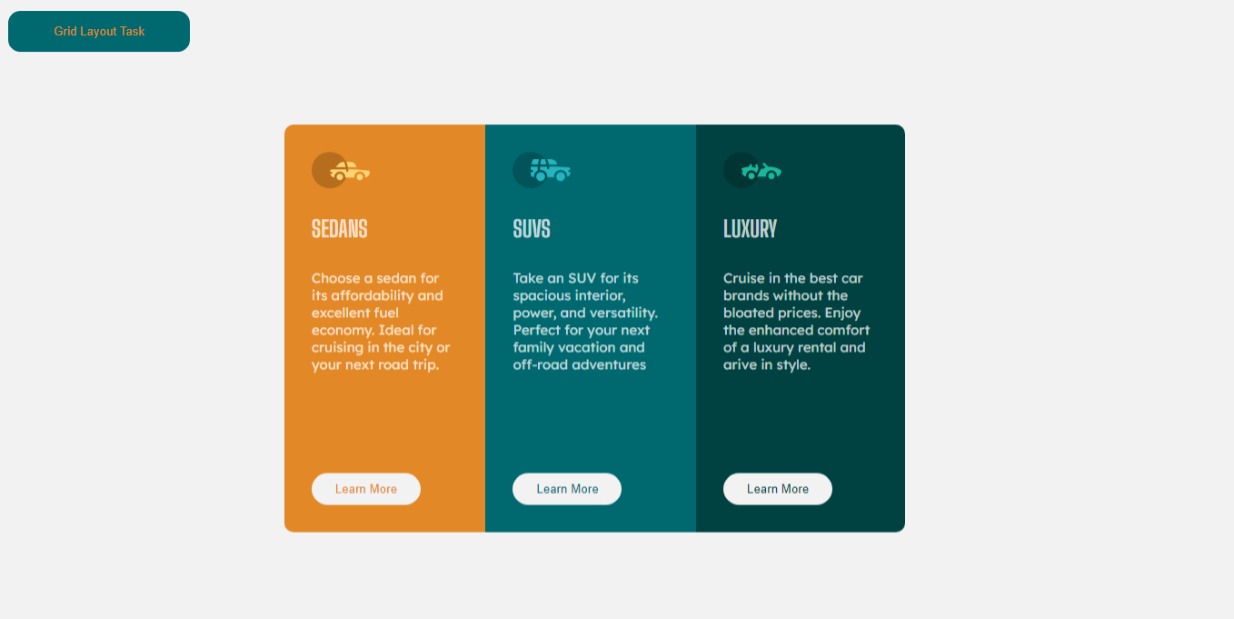 Grid Layout Task
SEDANS
Choose a sedan for
its affordability and
excellent fuel
economy. Ideal for
cruising in the city or
your next road trip.
Learn More
SUVS
Take an SUV for its
spacious interior,
power, and versatility.
Perfect for your next
family vacation and
off-road adventures
Learn More
LUXURY
Cruise in the best car
brands without the
bloated prices. Enjoy
the enhanced comfort
of a luxury rental and
arive in style.
Learn More